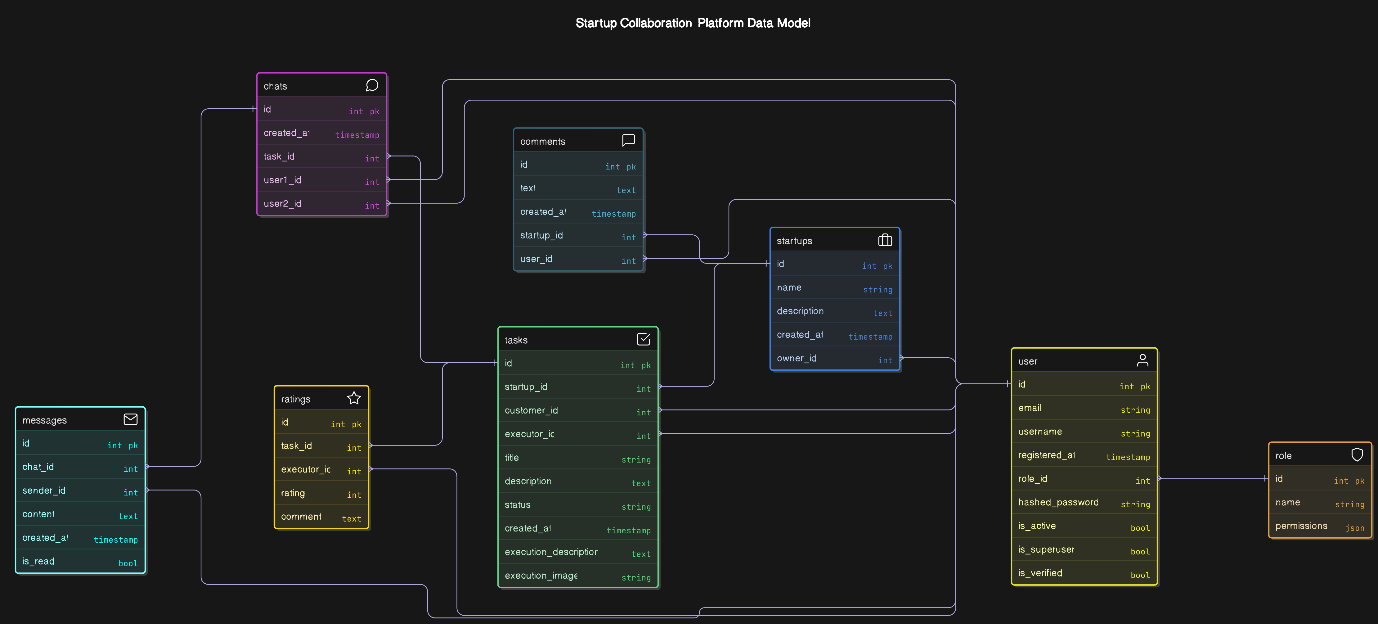 Startup Collaboration Platform Data Model
chats
id int pk
created_at timestamp
task_id int
user1_id int
user2_id int
comments
id int pk
text text
created_at timestamp
startup_id int
user_id int
startups
id int pk
name string
description text
created_at timestamp
owner_id int
tasks
id int pk
startup_id int
customer_id int
executor_id int
title string
description text
status string
created_at timestamp
execution_description text
execution_image string
user
id int pk
email string
username string
registered_at timestamp
role_id int
hashed_password string
is_active bool
is_superuser bool
is_verified bool
ratings
id int pk
task_id int
executor_id int
rating int
comment text
messages
id int pk
chat_id int
sender_id int
content text
created_at timestamp
is_read bool
role
id int pk
name string
permissions json